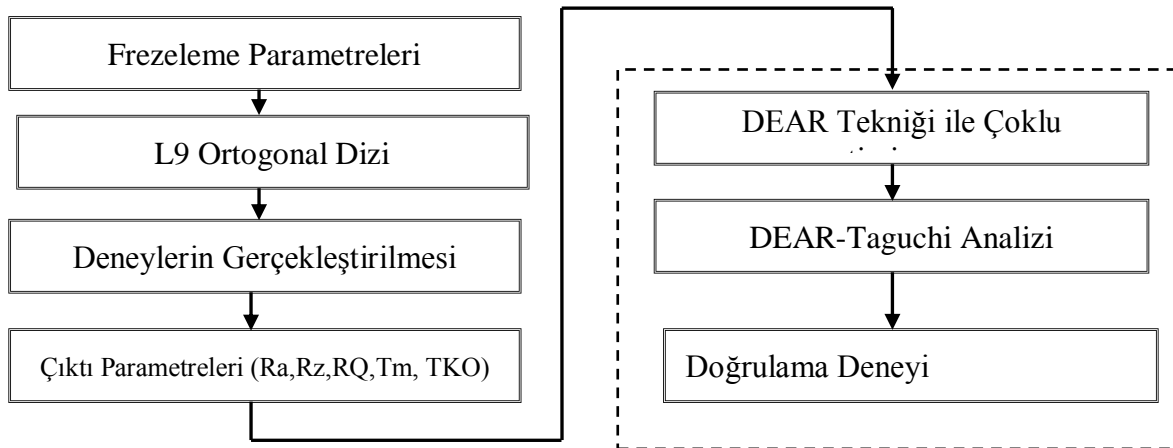 Frezeleme Parametreleri
L9 Ortogonal Dizi
Deneylerin Gerçekleştirilmesi
Çıktı Parametreleri (Ra,Rz,RQ,Tm, TKO)
DEAR Tekniği ile Çoklu
DEAR-Taguchi Analizi
Doğrulama Deneyi